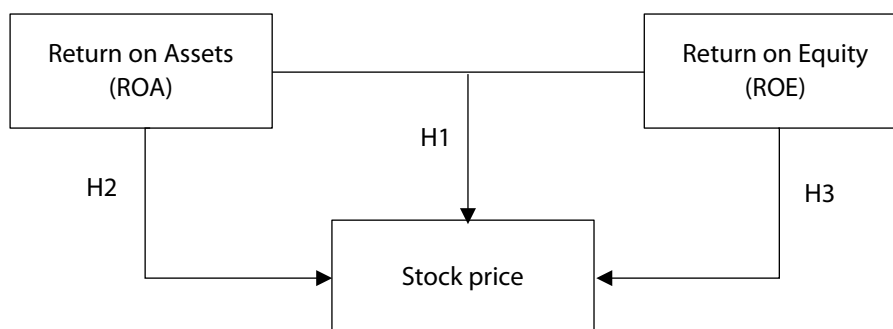 Return on Assets
(ROA)
Return on Equity
(ROE)
H1
H2
H3
Stock price